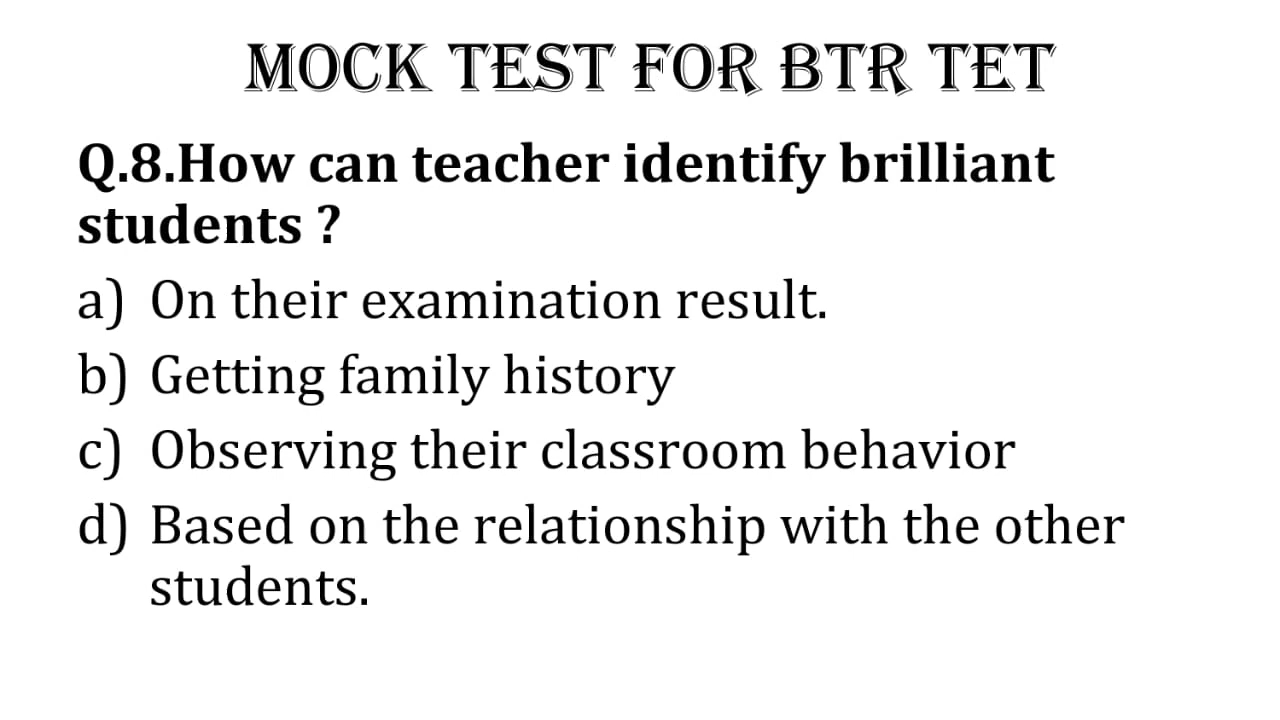 MOCK TEST FOR BTR TET
Q.8.How can teacher identify brilliant
students ?
a) On their examination result.
b) Getting family history
c) Observing their classroom behavior
d) Based on the relationship with the other
students.